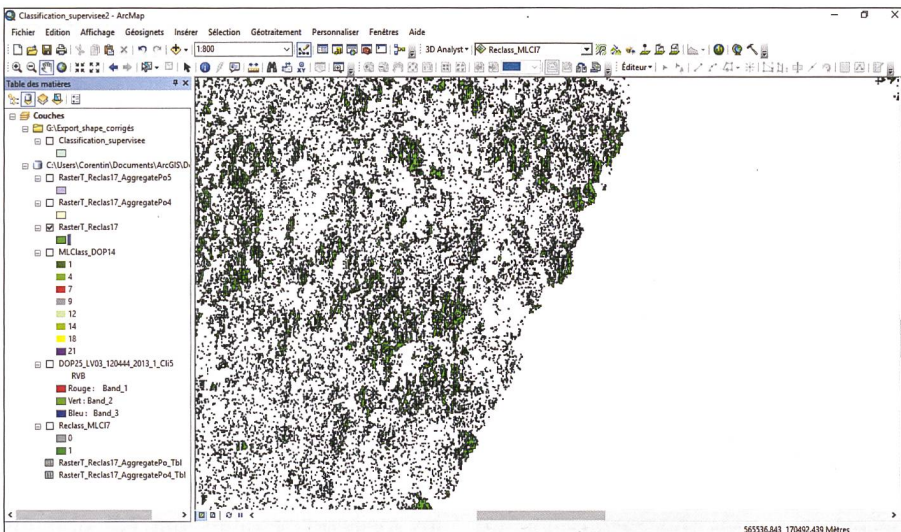 Classification_supervisee2 - ArcMap
Fichier Edition Affichage Géosignets Insérer Sélection Géotraitement Personnaliser Fenêtres Aide
1:800
3D Analyst
Reclass_MLCl7
Éditeur
Table des matières
Couches
G:\Export_shape_corrigés
Classification_supervisee
C:\Users\Corentin\Documents\ArcGIS\D
RasterT_Reclas17_AggregatePo5
RasterT_Reclas17_AggregatePo4
RasterT_Reclas17
MLClass_DOP14
1
4
7
9
12
14
18
21
DOP25_LV03_120444_2013_1_Cli5
RVB
Rouge : Band_1
Vert : Band_2
Bleu : Band_3
Reclass_MLCl7
0
1
RasterT_Reclas17_AggregatePo_Tbl
RasterT_Reclas17_AggregatePo4_Tbl
565536.843 170492.439 Mètres